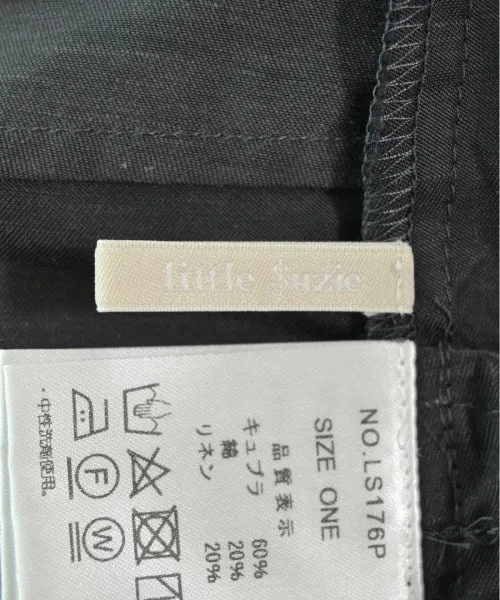 little $uzie
NO.LS176P
SIZE ONE
品質表示
キュプラ 60%
綿 20%
リネン 20%
F
W
・中性洗剤使用。